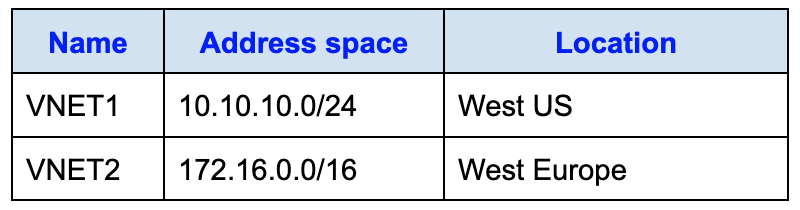 Name Address space Location
VNET1 10.10.10.0/24 West US
VNET2 172.16.0.0/16 West Europe